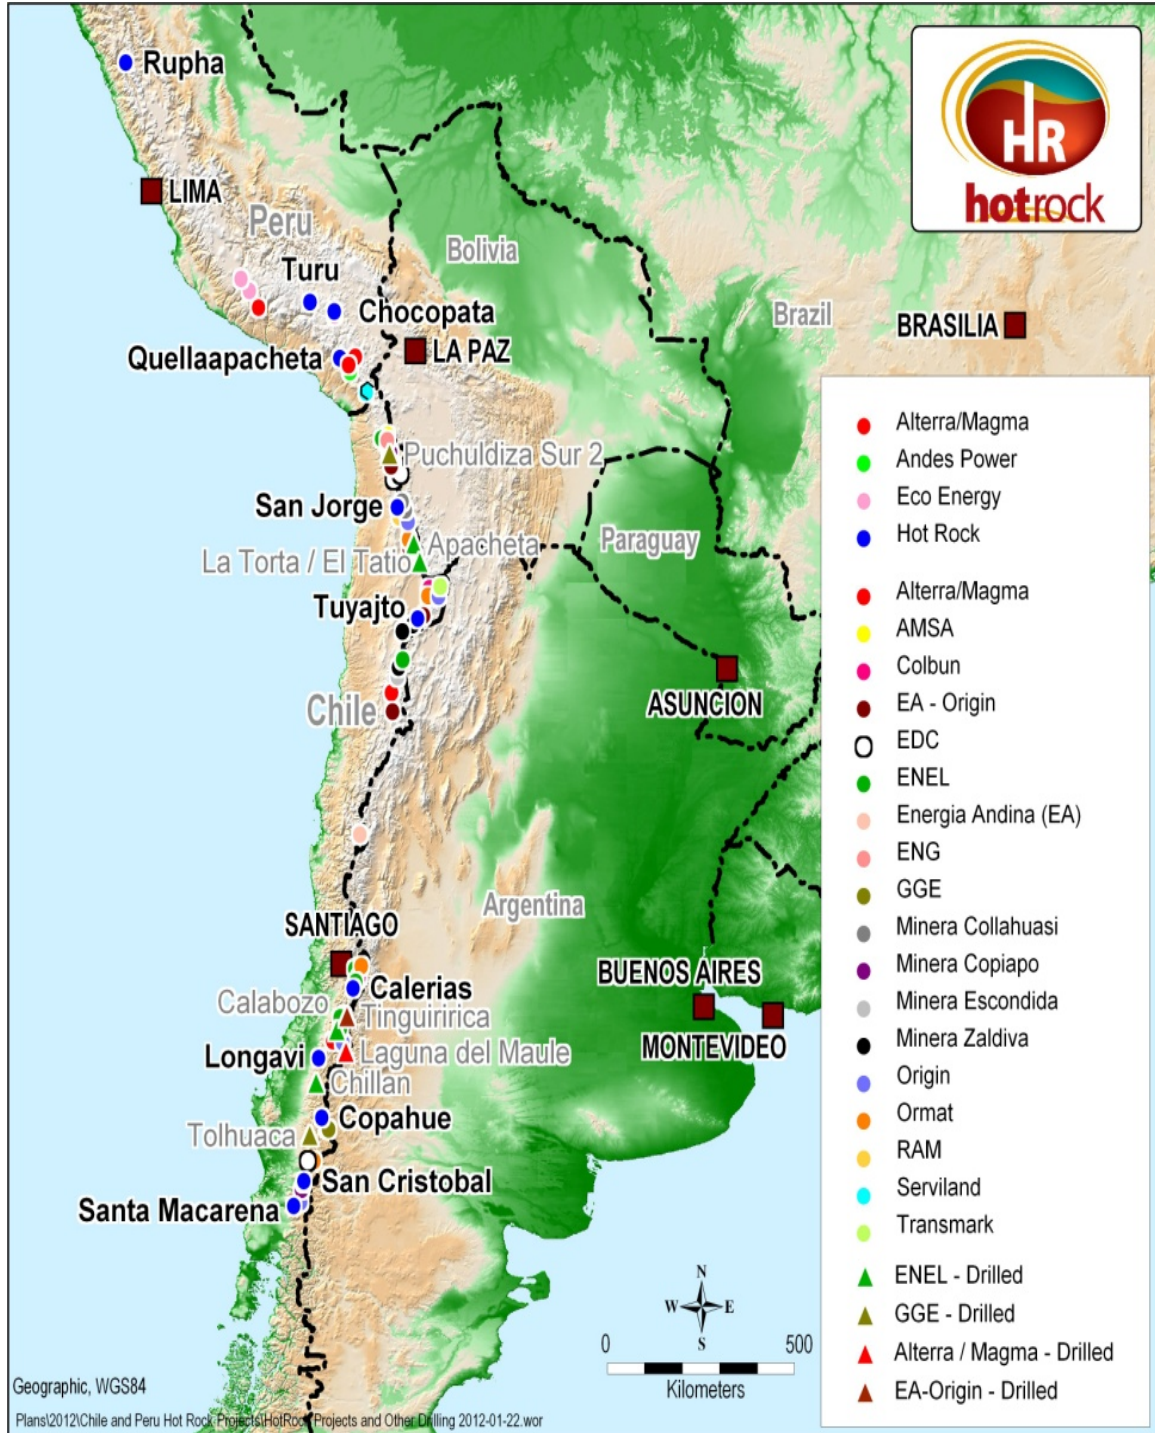 Rupha
HR
hotrock
LIMA
Peru
Bolivia
Turu
Chocopata
Brazil
BRASILIA
Quellaapacheta
LA PAZ
Puchuldiza Sur 2
San Jorge
Apacheta
La Torta / El Tatio
Paraguay
Tuyajto
ASUNCION
Chile
Argentina
SANTIAGO
BUENOS AIRES
Calerias
Calabozo
Tinguiririca
MONTEVIDEO
Longavi
Laguna del Maule
Chillan
Copahue
Tolhuaca
San Cristobal
Santa Macarena
Alterra/Magma
Andes Power
Eco Energy
Hot Rock
Alterra/Magma
AMSA
Colbun
EA - Origin
EDC
ENEL
Energia Andina (EA)
ENG
GGE
Minera Collahuasi
Minera Copiapo
Minera Escondida
Minera Zaldiva
Origin
Ormat
RAM
Serviland
Transmark
ENEL - Drilled
GGE - Drilled
Alterra / Magma - Drilled
EA-Origin - Drilled
N
W E
S
0 500
Kilometers
Geographic, WGS84
Plans\2012\Chile and Peru Hot Rock Projects\HotRock Projects and Other Drilling 2012-01-22.wor